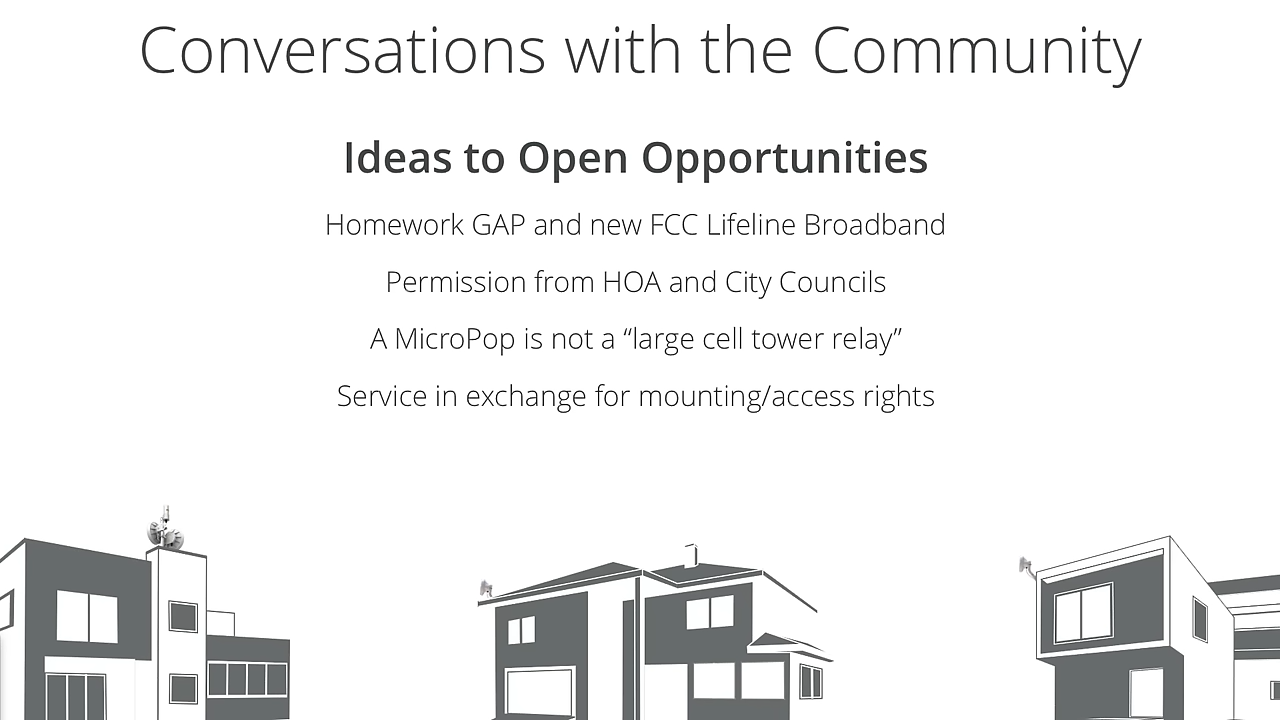 Conversations with the Community
Ideas to Open Opportunities
Homework GAP and new FCC Lifeline Broadband
Permission from HOA and City Councils
A MicroPop is not a “large cell tower relay”
Service in exchange for mounting/access rights